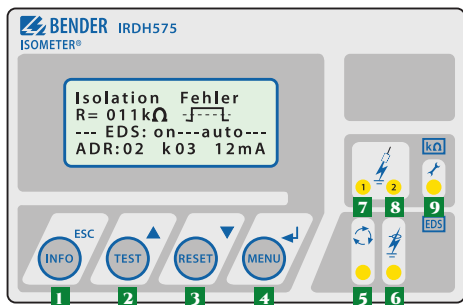 BENDER IRDH575
ISOMETER®
Isolation Fehler
R= 011kΩ
--- EDS: on---auto---
ADR:02 k03 12mA
kΩ
1 2
7 8 9
EDS
ESC
INFO TEST RESET MENU
1 2 3 4 5 6